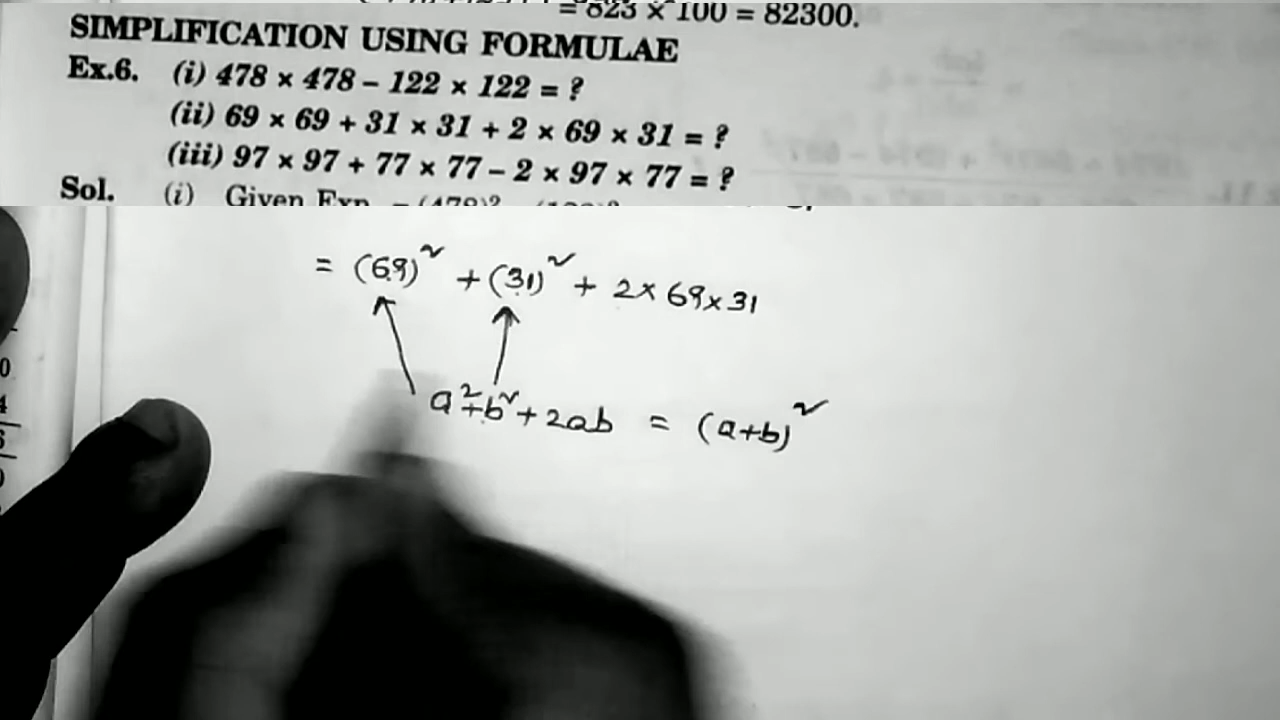 = 823 × 100 = 82300.
SIMPLIFICATION USING FORMULAE
Ex.6. (i) 478 × 478 – 122 × 122 = ?
(ii) 69 × 69 + 31 × 31 + 2 × 69 × 31 = ?
(iii) 97 × 97 + 77 × 77 – 2 × 97 × 77 = ?
Sol. (i) Given Exp.
= (69)² + (31)² + 2 × 69 × 31
a² + b² + 2ab = (a+b)²